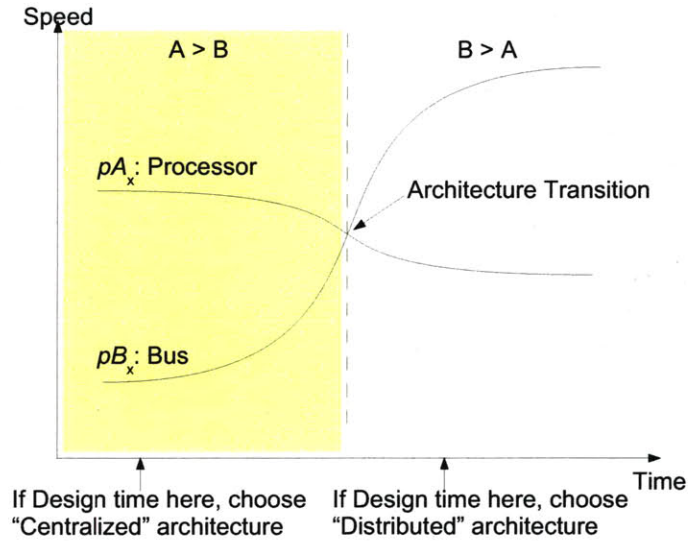 Speed
A > B
B > A
pAx: Processor
Architecture Transition
pBx: Bus
Time
If Design time here, choose
“Centralized” architecture
If Design time here, choose
“Distributed” architecture